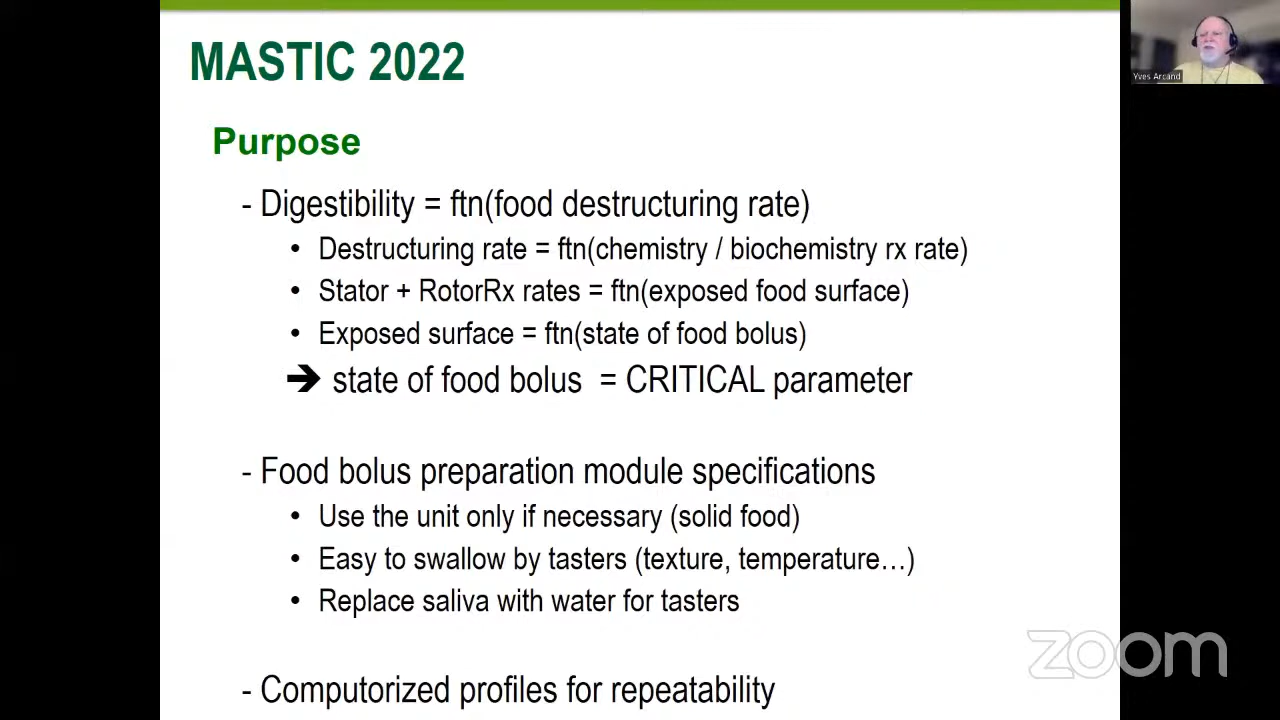 MASTIC 2022
Yves Arcand
Purpose
- Digestibility = ftn(food destructuring rate)
• Destructuring rate = ftn(chemistry / biochemistry rx rate)
• Stator + RotorRx rates = ftn(exposed food surface)
• Exposed surface = ftn(state of food bolus)
➔ state of food bolus = CRITICAL parameter
- Food bolus preparation module specifications
• Use the unit only if necessary (solid food)
• Easy to swallow by tasters (texture, temperature…)
• Replace saliva with water for tasters
zoom
- Computorized profiles for repeatability